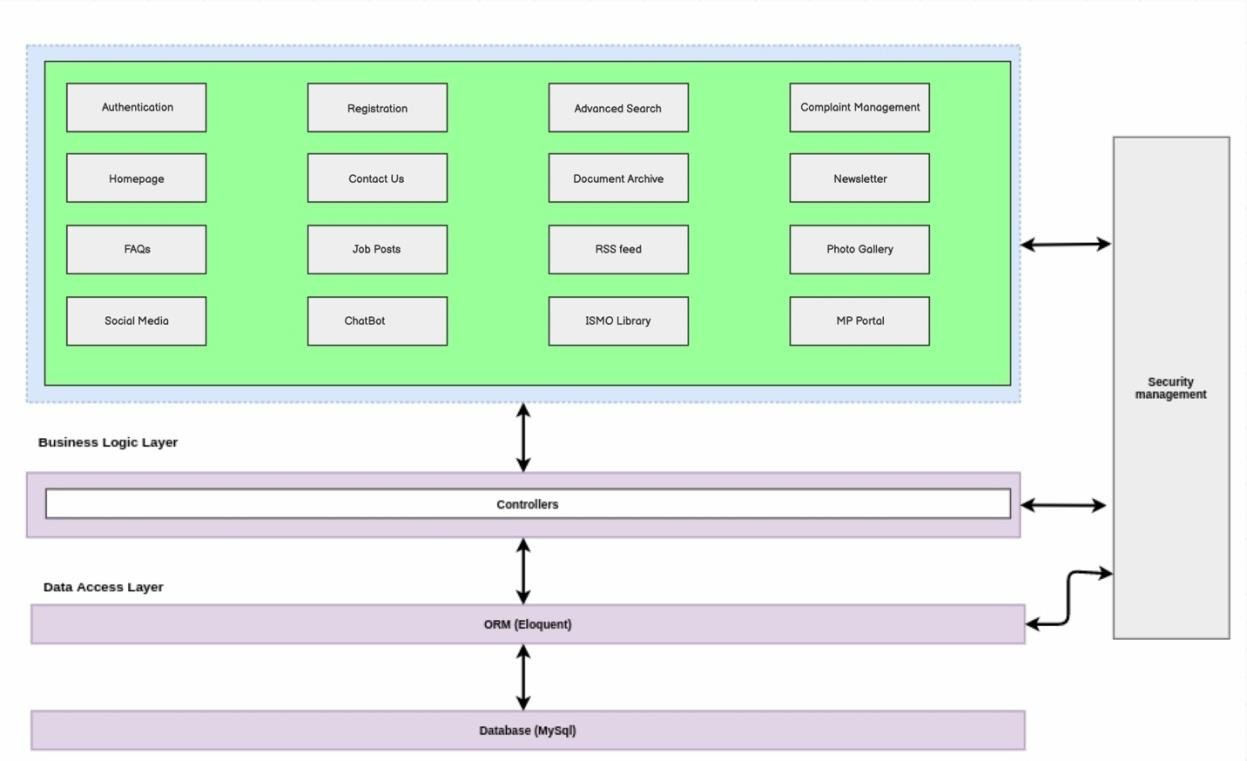 Authentication
Registration
Advanced Search
Complaint Management
Homepage
Contact Us
Document Archive
Newsletter
FAQs
Job Posts
RSS feed
Photo Gallery
Social Media
ChatBot
ISMO Library
MP Portal
Security
management
Business Logic Layer
Controllers
Data Access Layer
ORM (Eloquent)
Database (MySql)